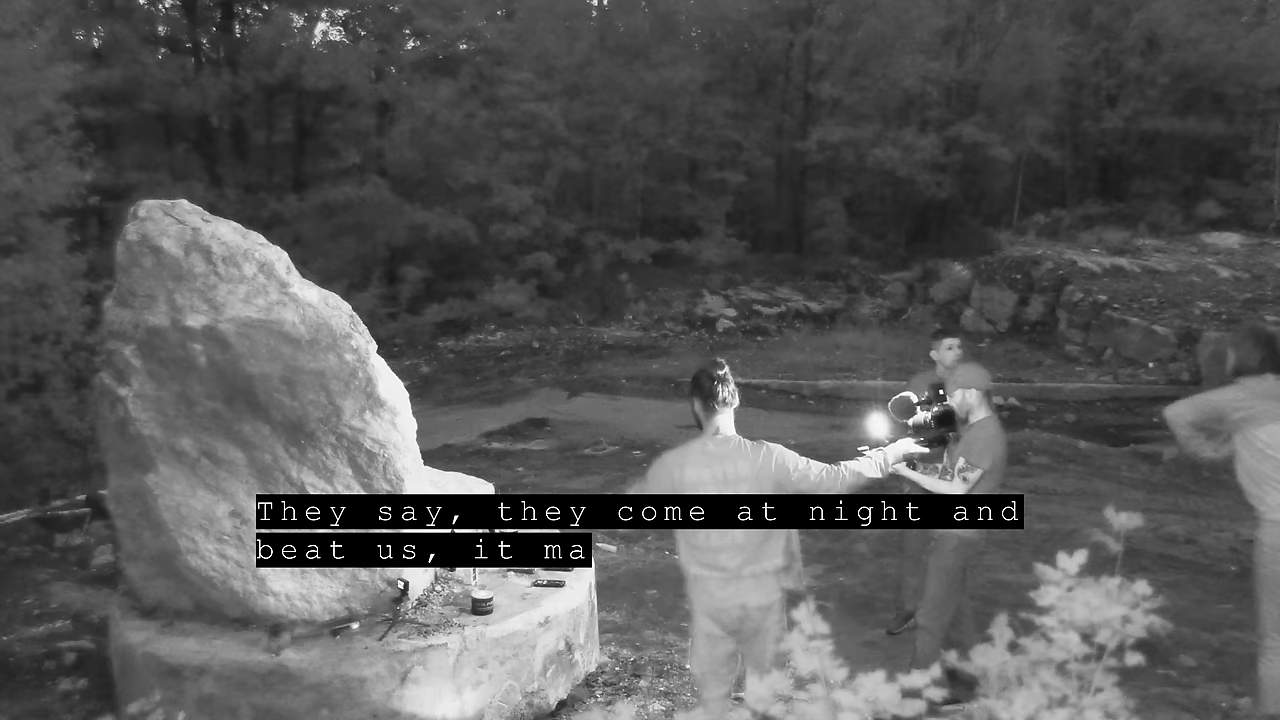 They say, they come at night and
beat us, it ma